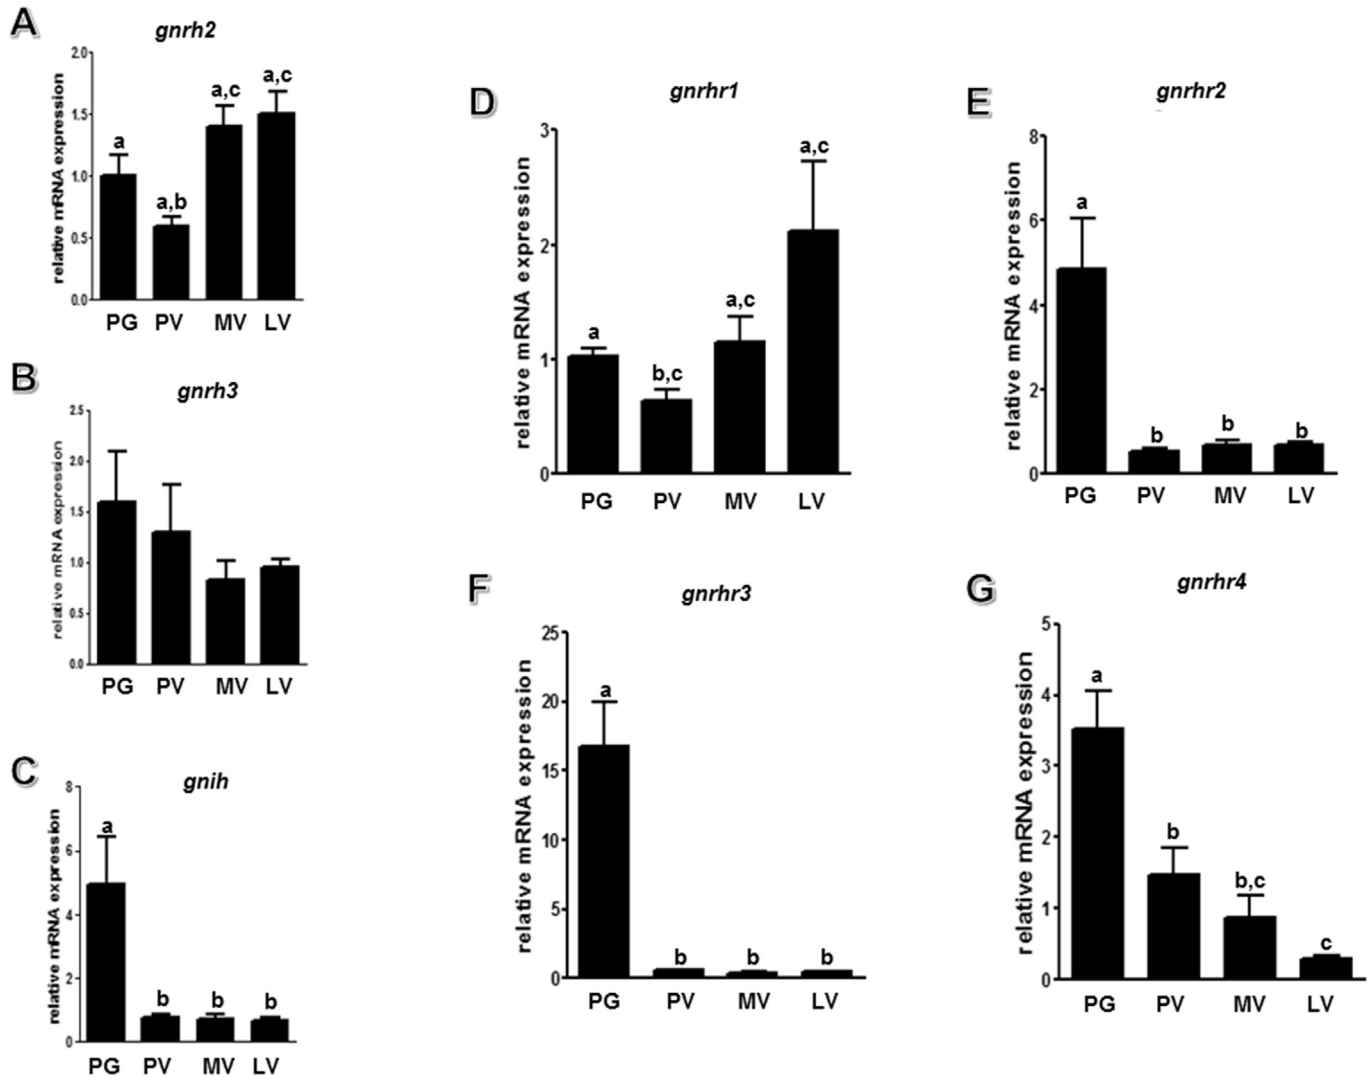 A
gnrh2
relative mRNA expression
2.0
1.5
1.0
0.5
0.0
a
a,b
a,c
a,c
PG PV MV LV
B
gnrh3
relative mRNA expression
2.5
2.0
1.5
1.0
0.5
0.0
PG PV MV LV
C
gnih
relative mRNA expression
8
6
4
2
0
a
b
b
b
PG PV MV LV
D
gnrhr1
relative mRNA expression
3
2
1
0
a
b,c
a,c
a,c
PG PV MV LV
E
gnrhr2
relative mRNA expression
8
6
4
2
0
a
b
b
b
PG PV MV LV
F
gnrhr3
relative mRNA expression
25
20
15
10
5
0
a
b
b
b
PG PV MV LV
G
gnrhr4
relative mRNA expression
5
4
3
2
1
0
a
b
b,c
c
PG PV MV LV